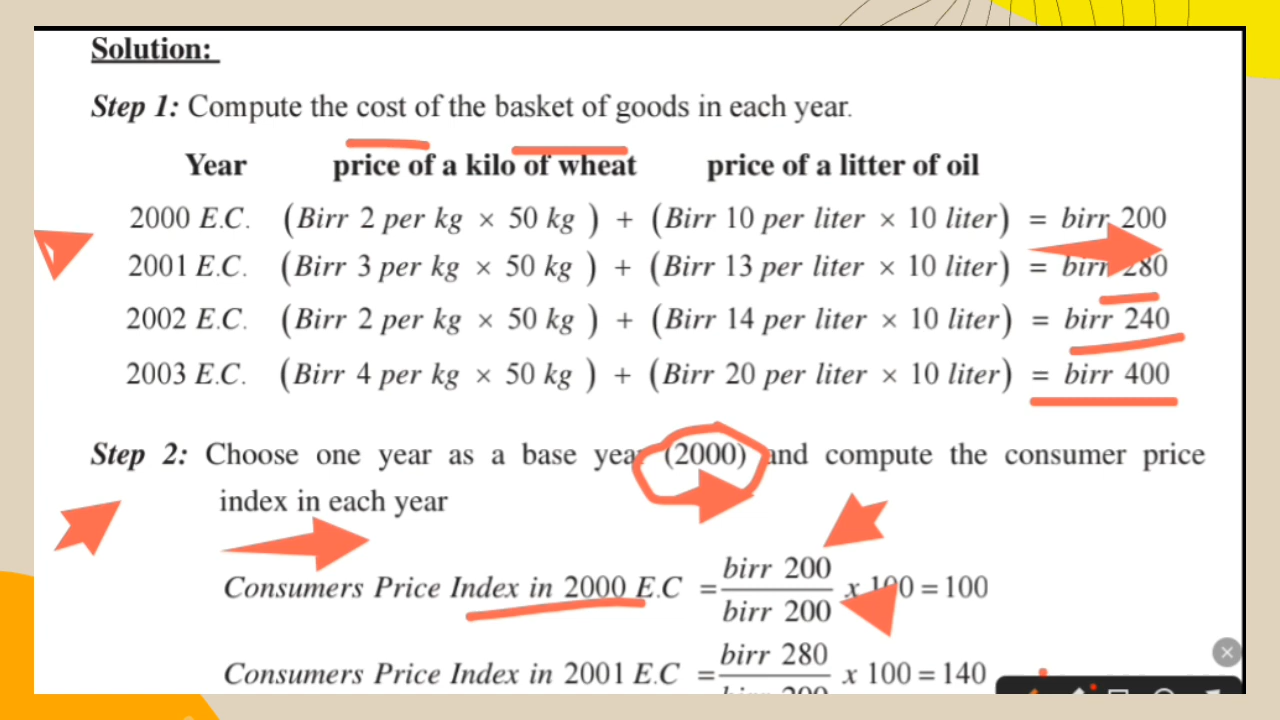 Solution:
Step 1: Compute the cost of the basket of goods in each year.
Year price of a kilo of wheat price of a litter of oil
2000 E.C. (Birr 2 per kg × 50 kg ) + (Birr 10 per liter × 10 liter) = birr 200
2001 E.C. (Birr 3 per kg × 50 kg ) + (Birr 13 per liter × 10 liter) = birr 280
2002 E.C. (Birr 2 per kg × 50 kg ) + (Birr 14 per liter × 10 liter) = birr 240
2003 E.C. (Birr 4 per kg × 50 kg ) + (Birr 20 per liter × 10 liter) = birr 400
Step 2: Choose one year as a base year (2000) and compute the consumer price
index in each year
Consumers Price Index in 2000 E.C = birr 200 / birr 200 x 100 = 100
Consumers Price Index in 2001 E.C = birr 280 / birr 200 x 100 = 140